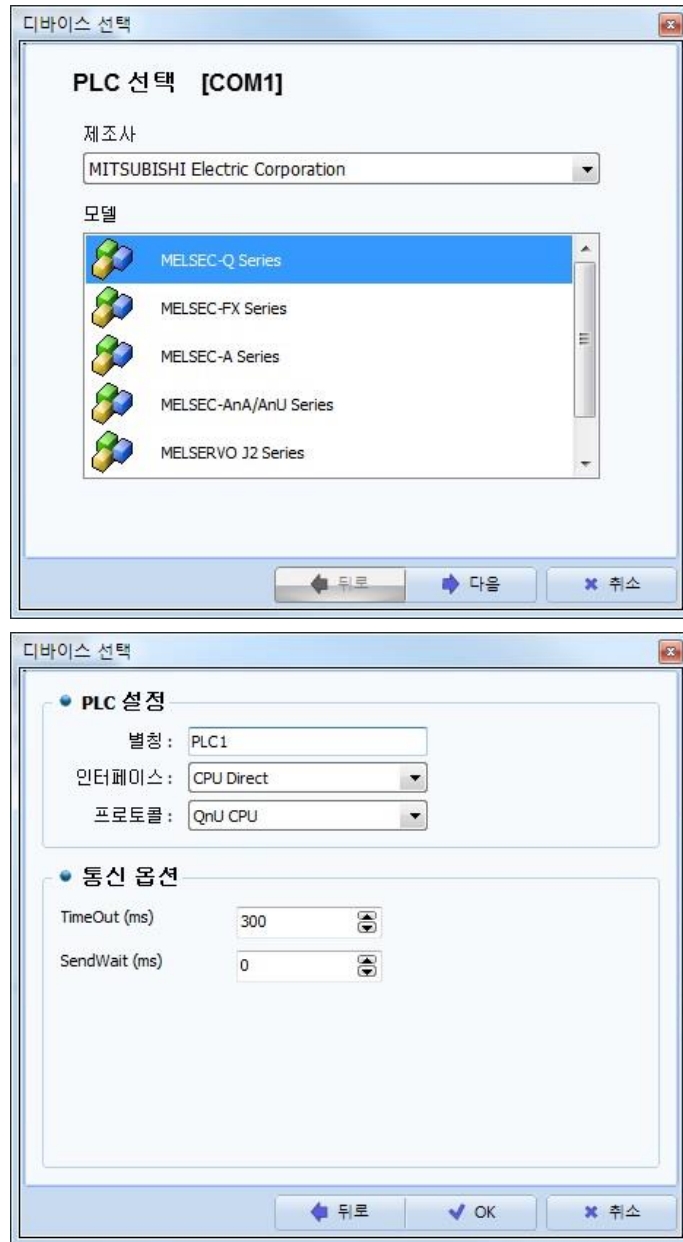 디바이스 선택
PLC 선택 [COM1]
제조사
MITSUBISHI Electric Corporation
모델
MELSEC-Q Series
MELSEC-FX Series
MELSEC-A Series
MELSEC-AnA/AnU Series
MELSERVO J2 Series
뒤로 다음 취소
디바이스 선택
PLC 설정
별칭 : PLC1
인터페이스 : CPU Direct
프로토콜 : QnU CPU
통신 옵션
TimeOut (ms) 300
SendWait (ms) 0
뒤로 OK 취소